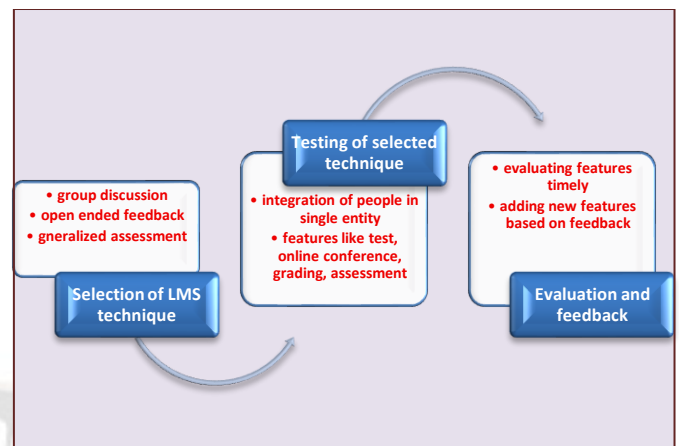 • group discussion
• open ended feedback
• gneralized assessment
Selection of LMS
technique
Testing of selected
technique
• integration of people in
single entity
• features like test,
online conference,
grading, assessment
• evaluating features
timely
• adding new features
based on feedback
Evaluation and
feedback